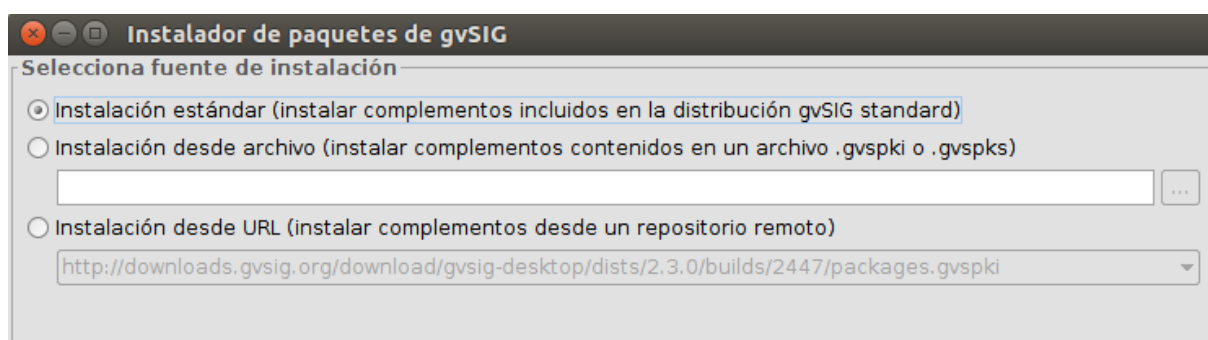 Instalador de paquetes de gvSIG
Selecciona fuente de instalación
Instalación estándar (instalar complementos incluidos en la distribución gvSIG standard)
Instalación desde archivo (instalar complementos contenidos en un archivo .gvspki o .gvspks)
...
Instalación desde URL (instalar complementos desde un repositorio remoto)
http://downloads.gvsig.org/download/gvsig-desktop/dists/2.3.0/builds/2447/packages.gvspki